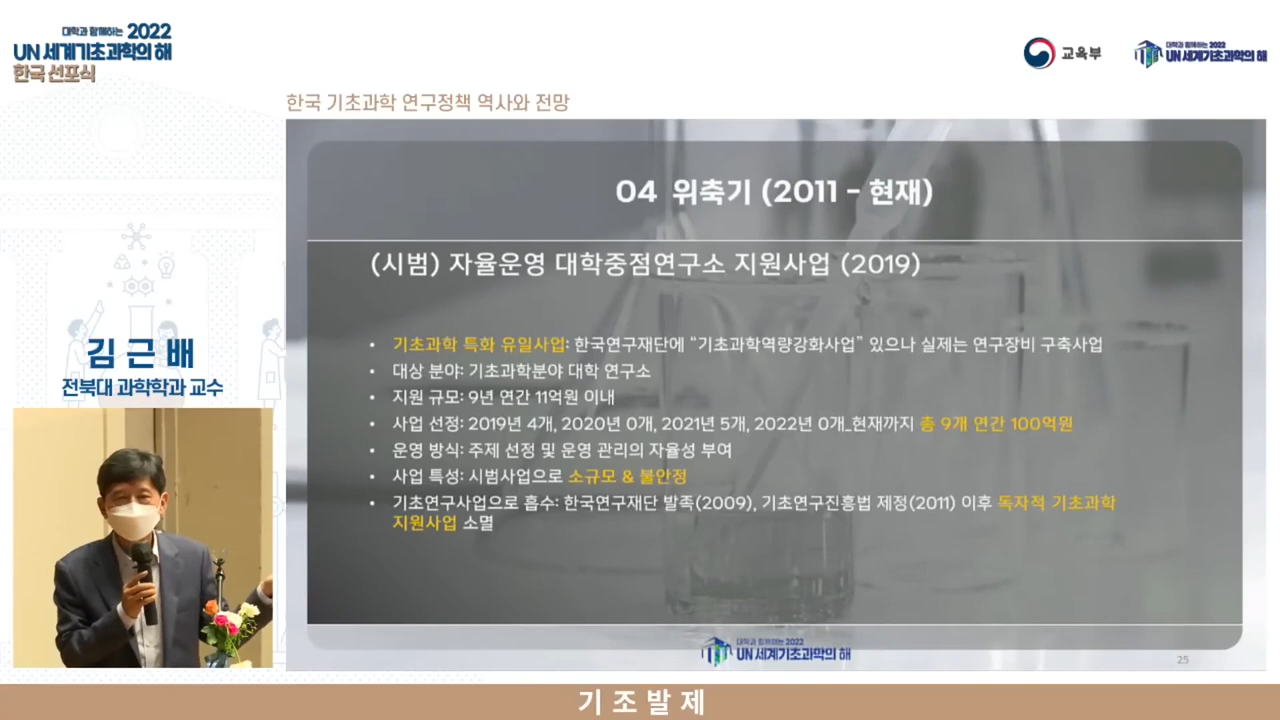 대학과 함께하는 2022
UN 세계기초과학의 해
한국 선포식
교육부
대학과 함께하는 2022
UN 세계기초과학의 해
한국 기초과학 연구정책 역사와 전망
04 위축기 (2011 - 현재)
(시범) 자율운영 대학중점연구소 지원사업 (2019)
• 기초과학 특화 유일사업: 한국연구재단에 “기초과학역량강화사업” 있으나 실제는 연구장비 구축사업
• 대상 분야: 기초과학분야 대학 연구소
• 지원 규모: 9년 연간 11억원 이내
• 사업 선정: 2019년 4개, 2020년 0개, 2021년 5개, 2022년 0개_현재까지 총 9개 연간 100억원
• 운영 방식: 주제 선정 및 운영 관리의 자율성 부여
• 사업 특성: 시범사업으로 소규모 & 불안정
• 기초연구사업으로 흡수: 한국연구재단 발족(2009), 기초연구진흥법 제정(2011) 이후 독자적 기초과학
지원사업 소멸
김근배
전북대 과학학과 교수
대학과 함께하는 2022
UN 세계기초과학의 해
25
기조발제